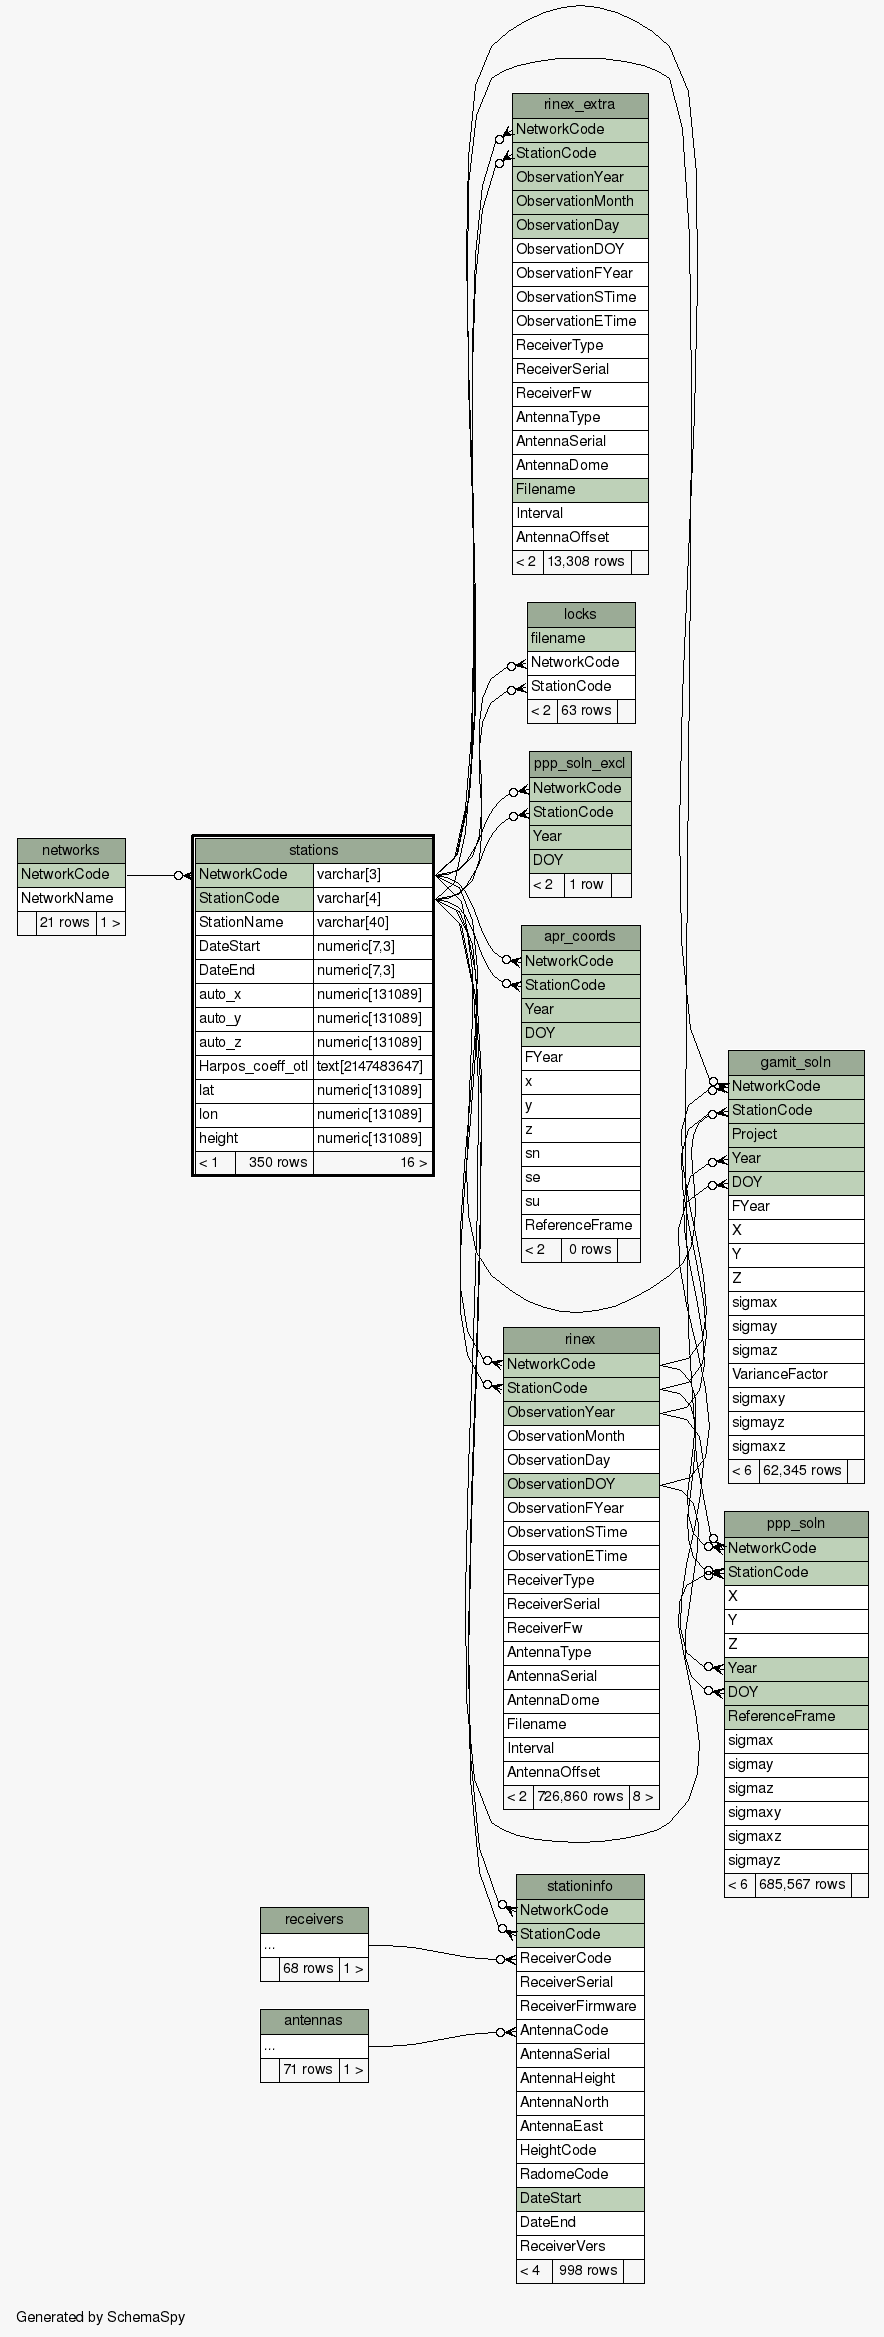 rinex_extra
NetworkCode
StationCode
ObservationYear
ObservationMonth
ObservationDay
ObservationDOY
ObservationFYear
ObservationSTime
ObservationETime
ReceiverType
ReceiverSerial
ReceiverFw
AntennaType
AntennaSerial
AntennaDome
Filename
Interval
AntennaOffset
< 2 13,308 rows
locks
filename
NetworkCode
StationCode
< 2 63 rows
ppp_soln_excl
NetworkCode
StationCode
Year
DOY
< 2 1 row
networks
NetworkCode
NetworkName
21 rows 1 >
stations
NetworkCode varchar[3]
StationCode varchar[4]
StationName varchar[40]
DateStart numeric[7,3]
DateEnd numeric[7,3]
auto_x numeric[131089]
auto_y numeric[131089]
auto_z numeric[131089]
Harpos_coeff_otl text[2147483647]
lat numeric[131089]
lon numeric[131089]
height numeric[131089]
< 1 350 rows 16 >
apr_coords
NetworkCode
StationCode
Year
DOY
FYear
x
y
z
sn
se
su
ReferenceFrame
< 2 0 rows
gamit_soln
NetworkCode
StationCode
Project
Year
DOY
FYear
X
Y
Z
sigmax
sigmay
sigmaz
VarianceFactor
sigmaxy
sigmayz
sigmaxz
< 6 62,345 rows
rinex
NetworkCode
StationCode
ObservationYear
ObservationMonth
ObservationDay
ObservationDOY
ObservationFYear
ObservationSTime
ObservationETime
ReceiverType
ReceiverSerial
ReceiverFw
AntennaType
AntennaSerial
AntennaDome
Filename
Interval
AntennaOffset
< 2 726,860 rows 8 >
ppp_soln
NetworkCode
StationCode
X
Y
Z
Year
DOY
ReferenceFrame
sigmax
sigmay
sigmaz
sigmaxy
sigmaxz
sigmayz
< 6 685,567 rows
receivers
...
68 rows 1 >
antennas
...
71 rows 1 >
stationinfo
NetworkCode
StationCode
ReceiverCode
ReceiverSerial
ReceiverFirmware
AntennaCode
AntennaSerial
AntennaHeight
AntennaNorth
AntennaEast
HeightCode
RadomeCode
DateStart
DateEnd
ReceiverVers
< 4 998 rows
Generated by SchemaSpy